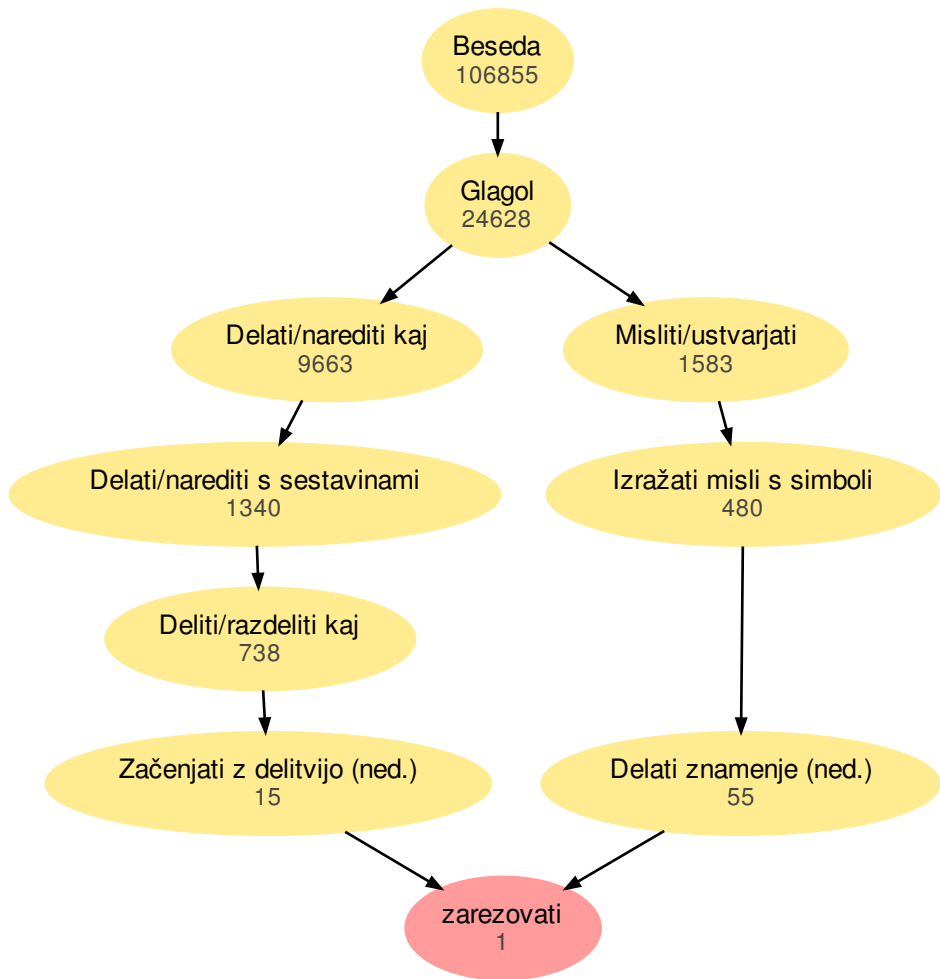 Beseda
106855
Glagol
24628
Delati/narediti kaj
9663
Misliti/ustvarjati
1583
Delati/narediti s sestavinami
1340
Izražati misli s simboli
480
Deliti/razdeliti kaj
738
Začenjati z delitvijo (ned.)
15
Delati znamenje (ned.)
55
zarezovati
1